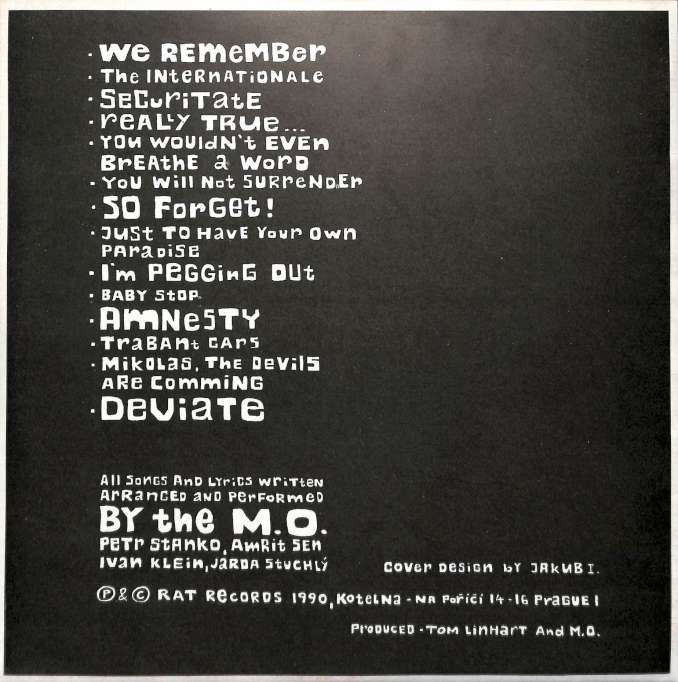 · We REMeMBer
· The INteRNATiONALe
· SeCuriTatE
· reALLY TRUe...
· YOU WOULdN't EVEn
BrEAthE a WorD
· YoU Will Not SURReNDEr
· SO ForGet!
· JUSt TO HavE Your Own
PARaDiSE
· I'm PEGGinG OUt
· BABY StOP
· AMNeSTY
· TraBANt CArS
· MikOLaS, THE DeVilS
ARe COMMiNG
· DeViaTe
All SONGS AnD LYriCS WriTTEN
ARRAnGED anD PERFORMED
BY the M.O.
PETr StAnkO, AmRit SEN
IVan KLEiN, JARDA StUCHLÝ
COVer DESiGn bY JAkUB I.
Ⓟ & © RAT RECORDS 1990, KotELNa - NA Poříčí 14-16 PraGUE 1
PrODUCED - TOM LinHArT And M.O.